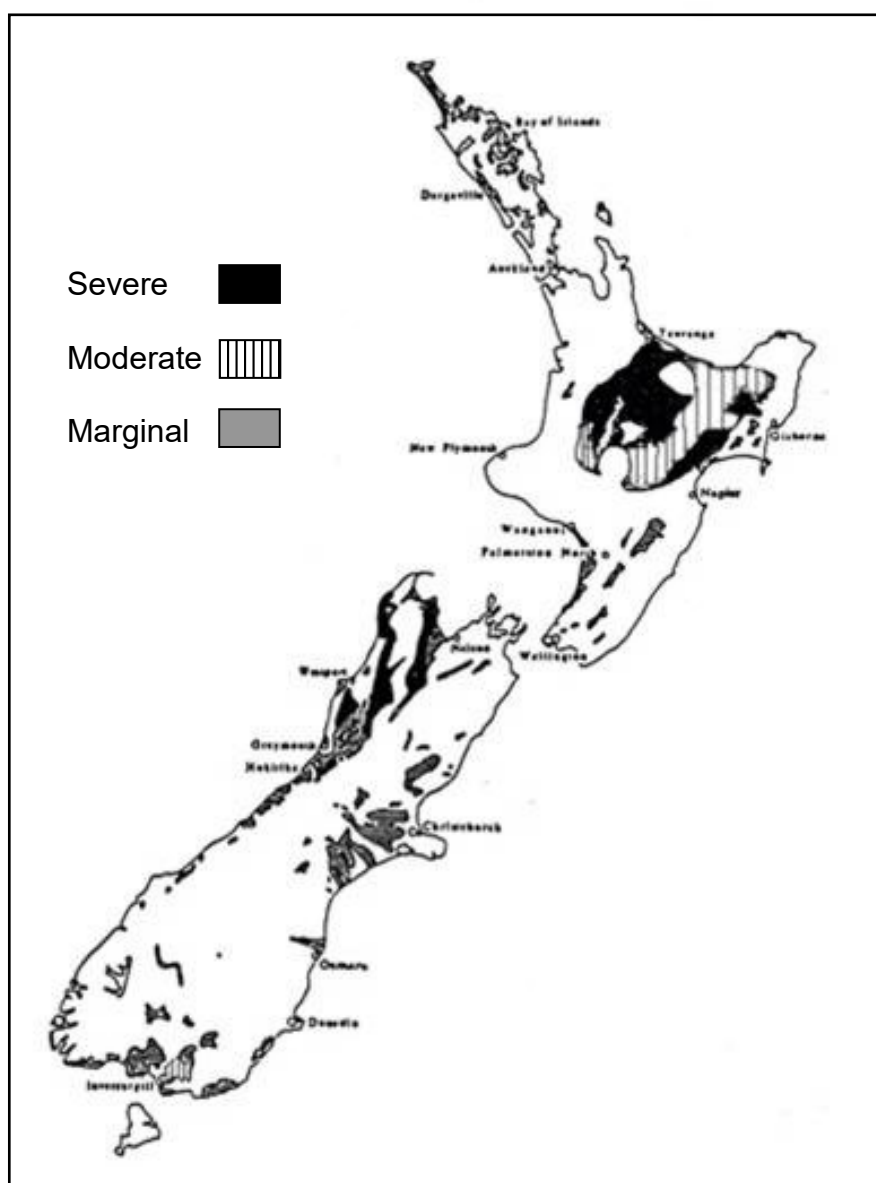 Bay of Islands
Dargaville
Auckland
Severe
Tauranga
Moderate
Marginal
Gisborne
New Plymouth
Napier
Wanganui
Palmerston North
Nelson
Wellington
Westport
Greymouth
Hokitika
Christchurch
Oamaru
Dunedin
Invercargill